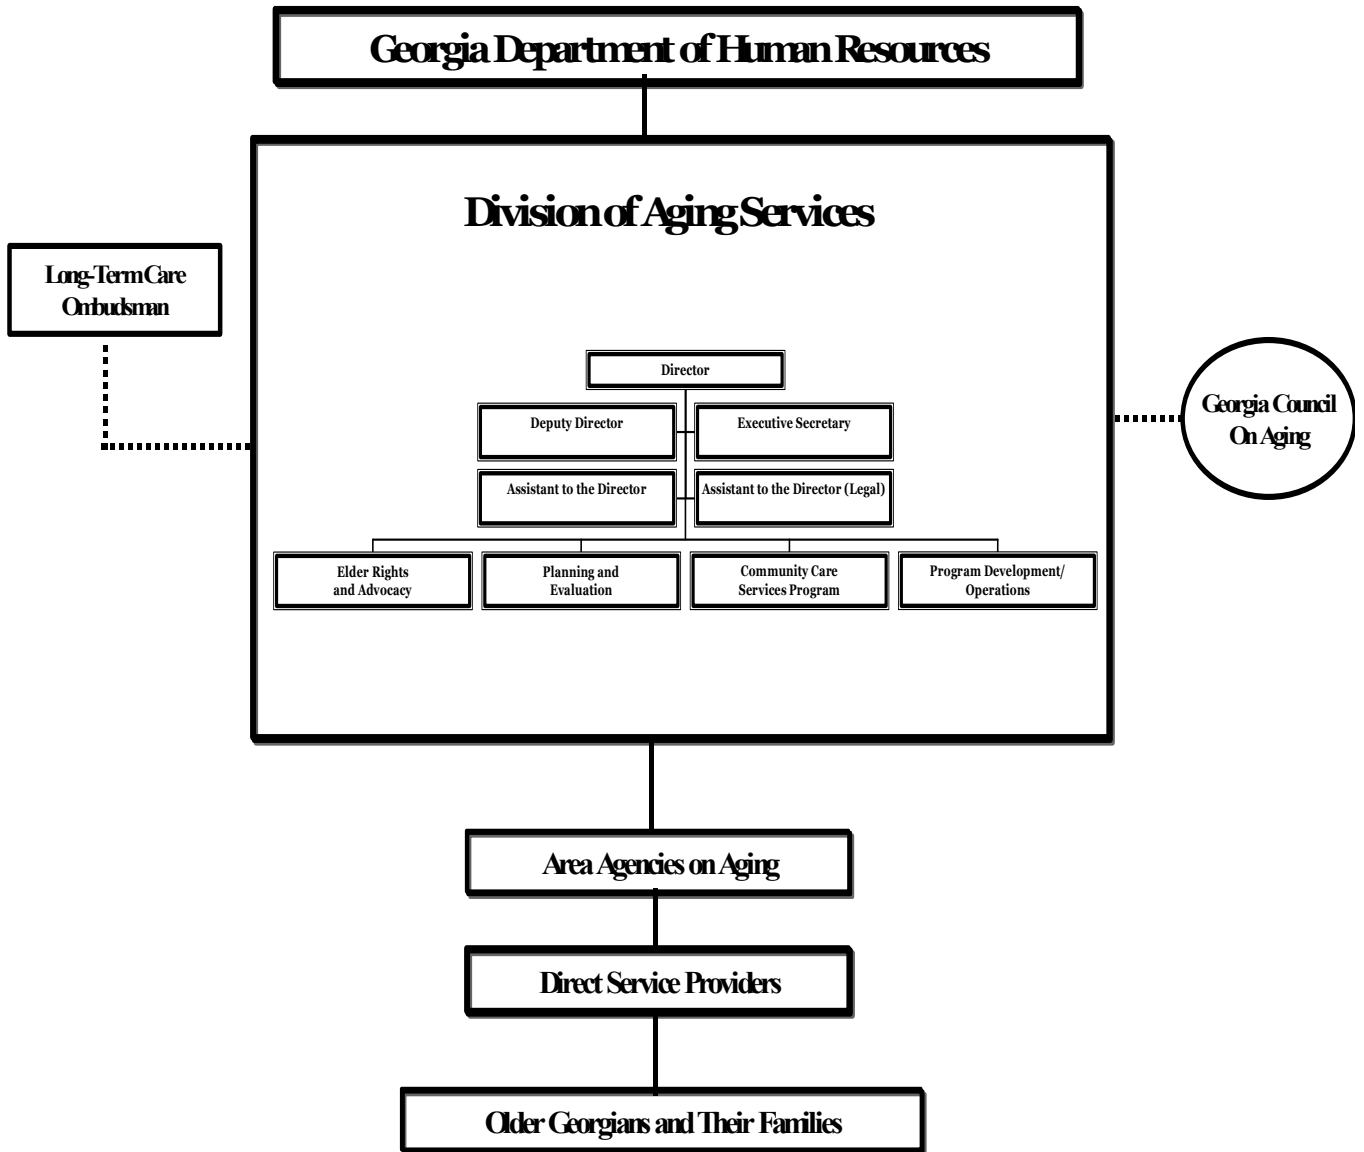 Georgia Department of Human Resources
Division of Aging Services
Long-Term Care
Ombudsman
Director
Georgia Council
On Aging
Deputy Director
Executive Secretary
Assistant to the Director
Assistant to the Director (Legal)
Elder Rights
and Advocacy
Planning and
Evaluation
Community Care
Services Program
Program Development/
Operations
Area Agencies on Aging
Direct Service Providers
Older Georgians and Their Families